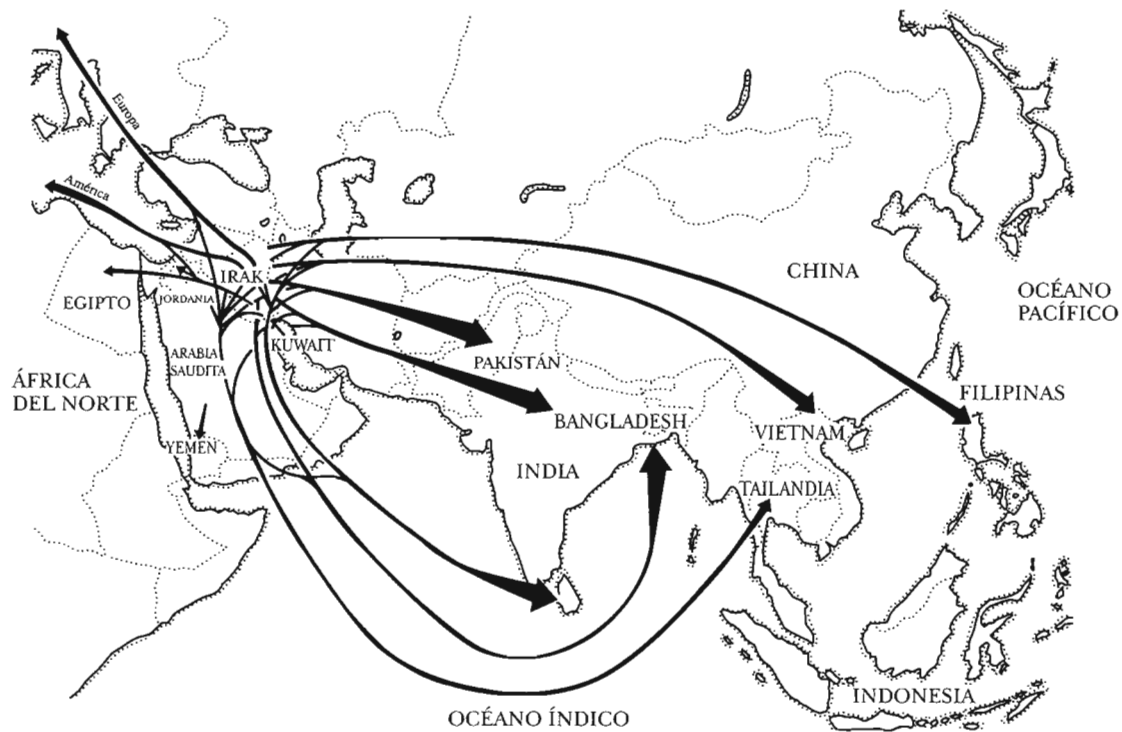 Europa
América
IRAK
CHINA
OCÉANO
PACÍFICO
EGIPTO
JORDANIA
KUWAIT
PAKISTÁN
ARABIA
SAUDITA
ÁFRICA
DEL NORTE
FILIPINAS
BANGLADESH
VIETNAM
YEMEN
INDIA
TAILANDIA
INDONESIA
OCÉANO ÍNDICO